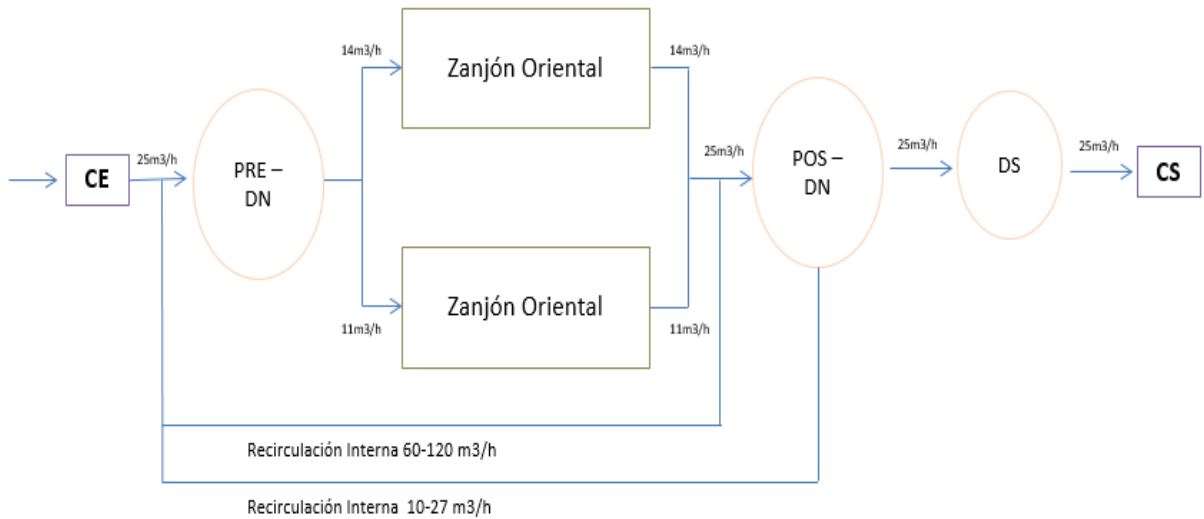 14m3/h
14m3/h
Zanjón Oriental
25m3/h
CE
PRE –
DN
25m3/h
POS –
DN
25m3/h
DS
25m3/h
CS
Zanjón Oriental
11m3/h
11m3/h
Recirculación Interna 60-120 m3/h
Recirculación Interna  10-27 m3/h